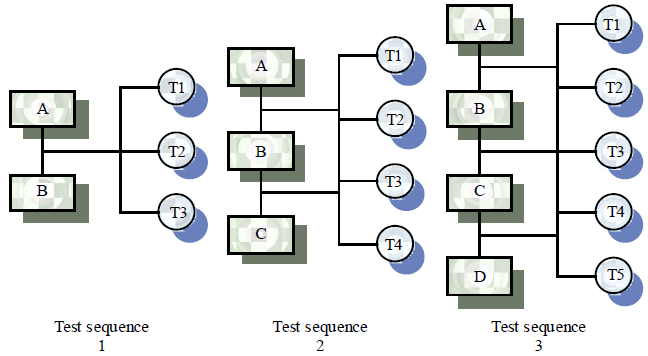 A
B
T1
T2
T3
Test sequence
1
A
B
C
T1
T2
T3
T4
Test sequence
2
A
B
C
D
T1
T2
T3
T4
T5
Test sequence
3